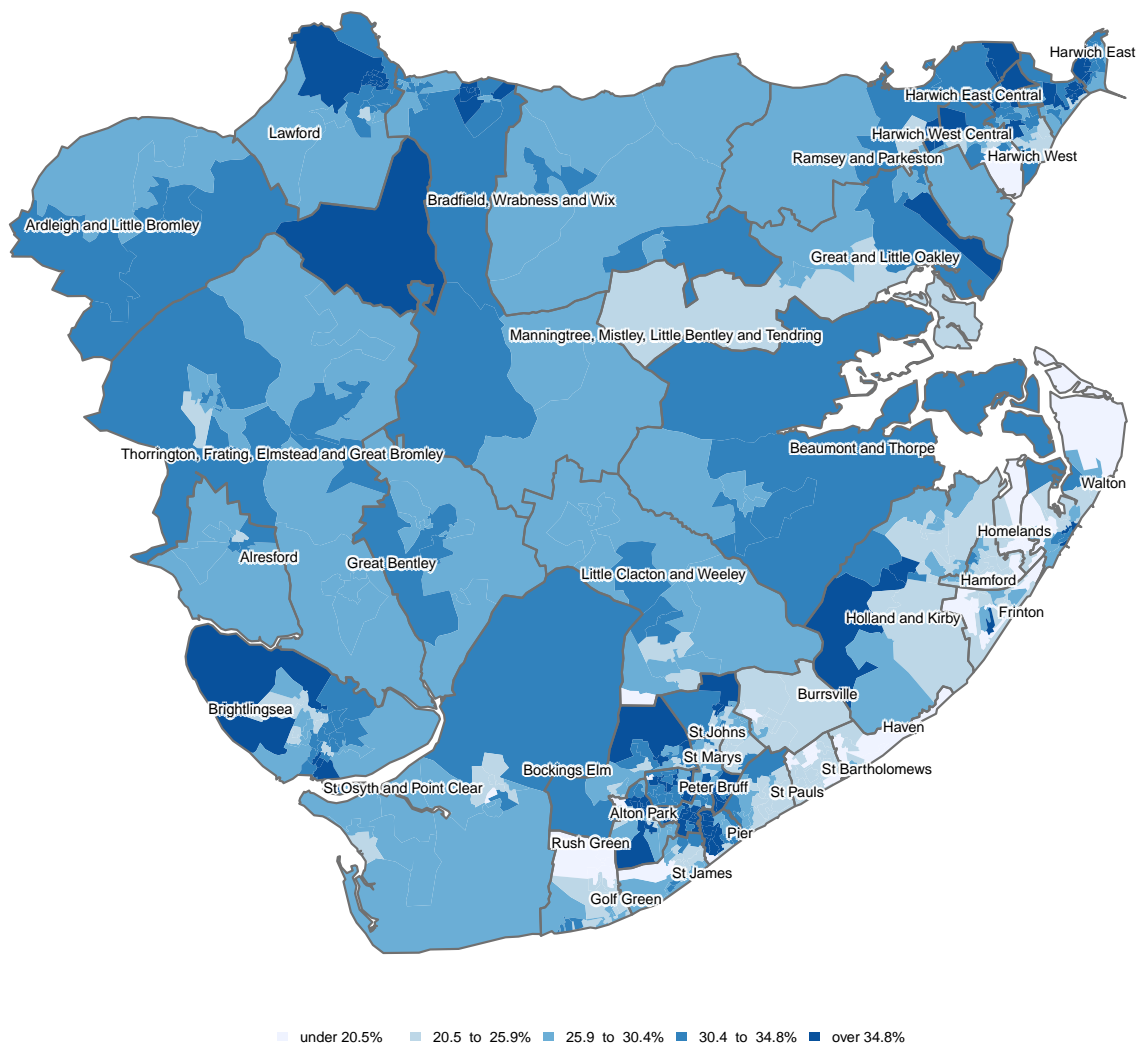 Harwich East
Harwich East Central
Lawford
Harwich West Central
Harwich West
Ramsey and Parkeston
Bradfield, Wrabness and Wix
Ardleigh and Little Bromley
Great and Little Oakley
Manningtree, Mistley, Little Bentley and Tendring
Beaumont and Thorpe
Thorrington, Frating, Elmstead and Great Bromley
Walton
Homelands
Alresford
Great Bentley
Little Clacton and Weeley
Hamford
Frinton
Holland and Kirby
Burrsville
Brightlingsea
Haven
St Johns
St Marys
Bockings Elm
St Bartholomews
St Osyth and Point Clear
Peter Bruff
St Pauls
Alton Park
Pier
Rush Green
St James
Golf Green
under 20.5% 20.5 to 25.9% 25.9 to 30.4% 30.4 to 34.8% over 34.8%